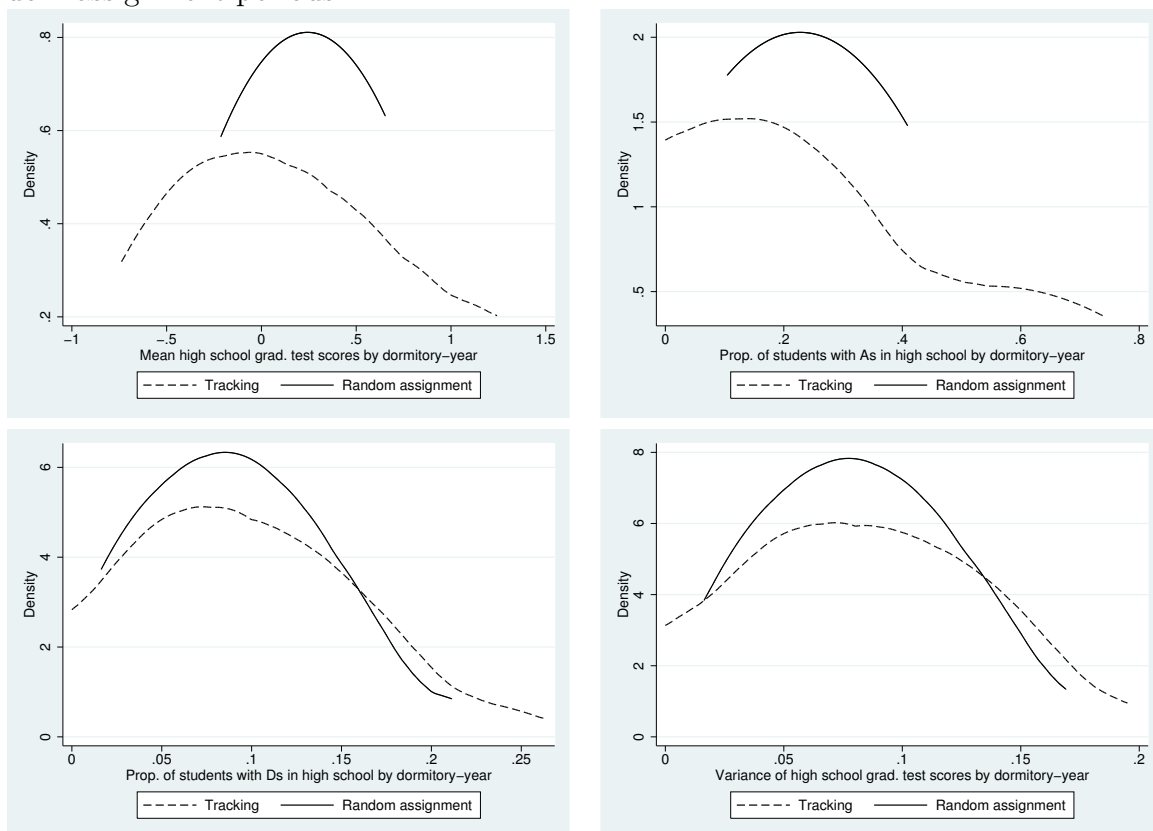 .8
.6
.4
.2
Density
−1 −.5 0 .5 1 1.5
Mean high school grad. test scores by dormitory−year
Tracking Random assignment
2
1.5
1
.5
Density
0 .2 .4 .6 .8
Prop. of students with As in high school by dormitory−year
Tracking Random assignment
6
4
2
0
Density
0 .05 .1 .15 .2 .25
Prop. of students with Ds in high school by dormitory−year
Tracking Random assignment
8
6
4
2
0
Density
0 .05 .1 .15 .2
Variance of high school grad. test scores by dormitory−year
Tracking Random assignment